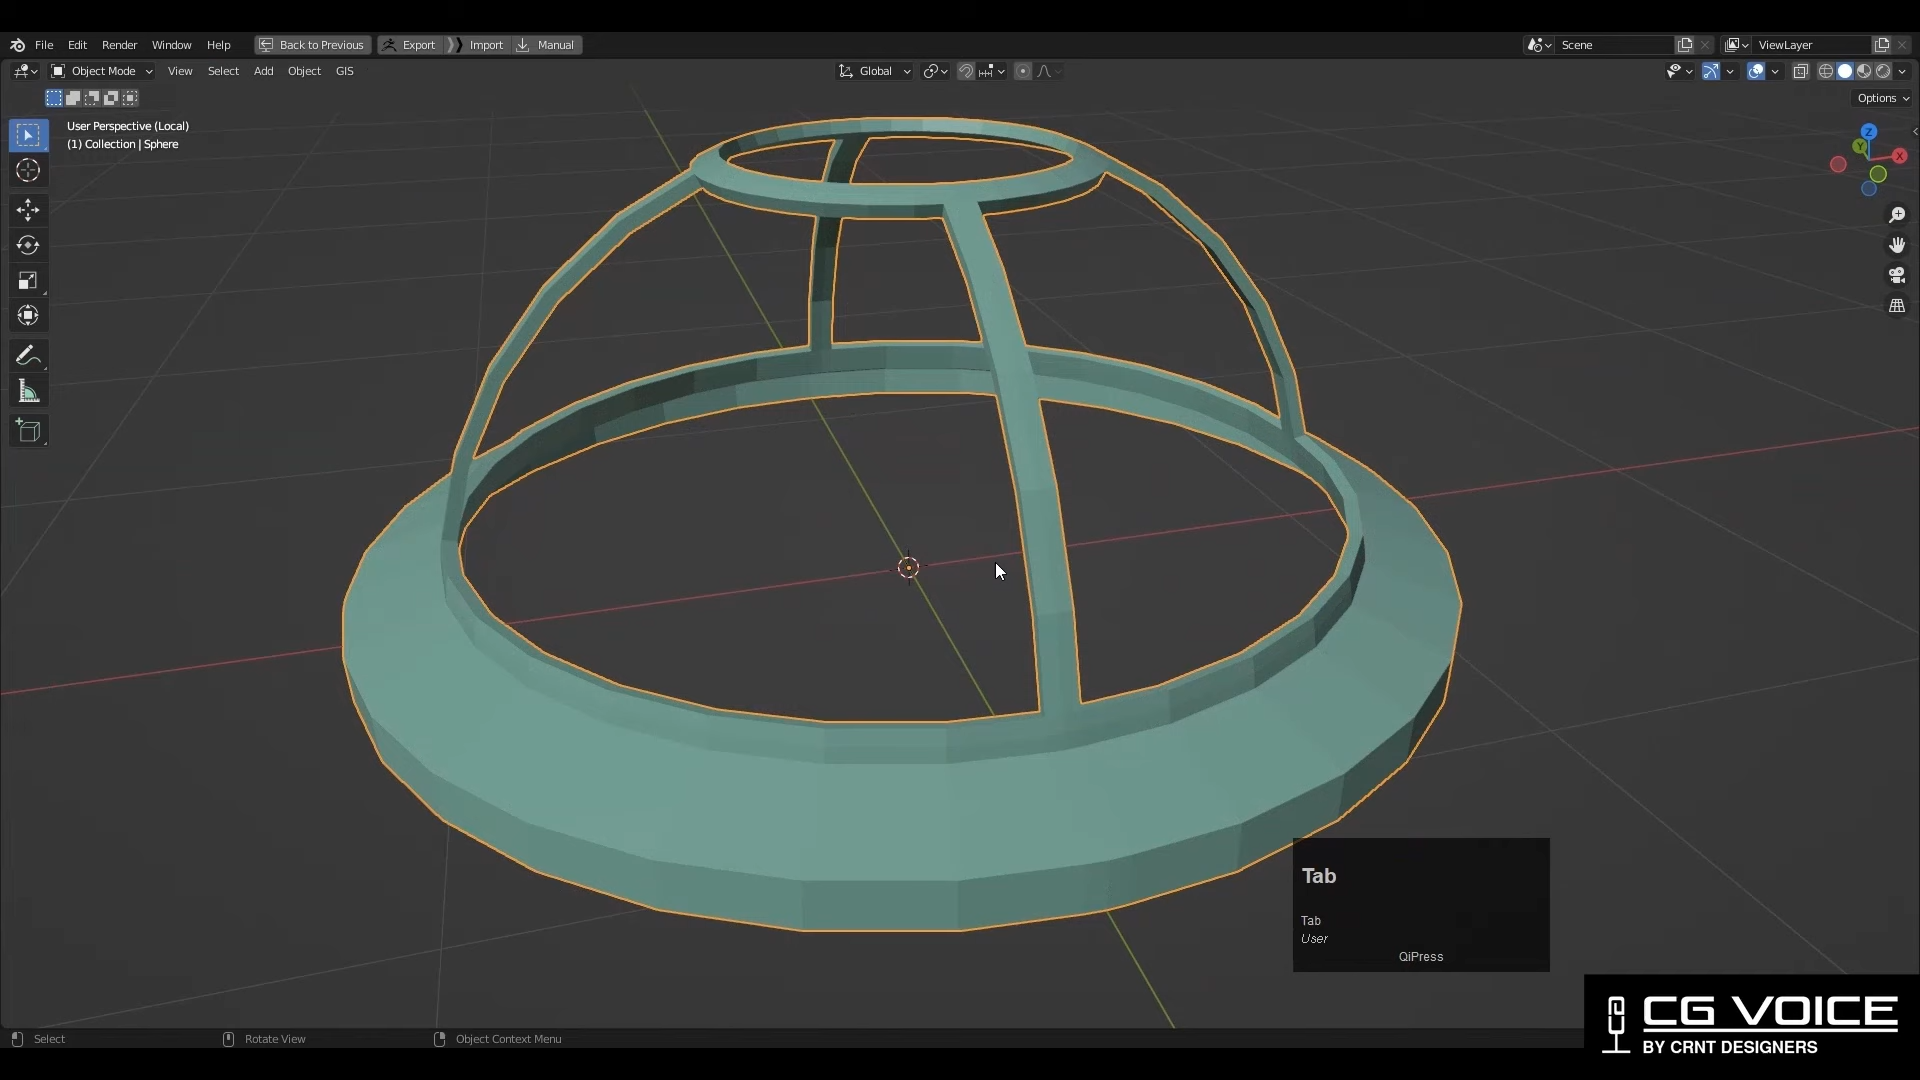 File Edit Render Window Help Back to Previous Export Import Manual Scene ViewLayer
Object Mode View Select Add Object GIS Global
Options
User Perspective (Local)
(1) Collection | Sphere
Z
Y
X
Tab
Tab
User
QiPress
Select Rotate View Object Context Menu
CG VOICE
BY CRNT DESIGNERS